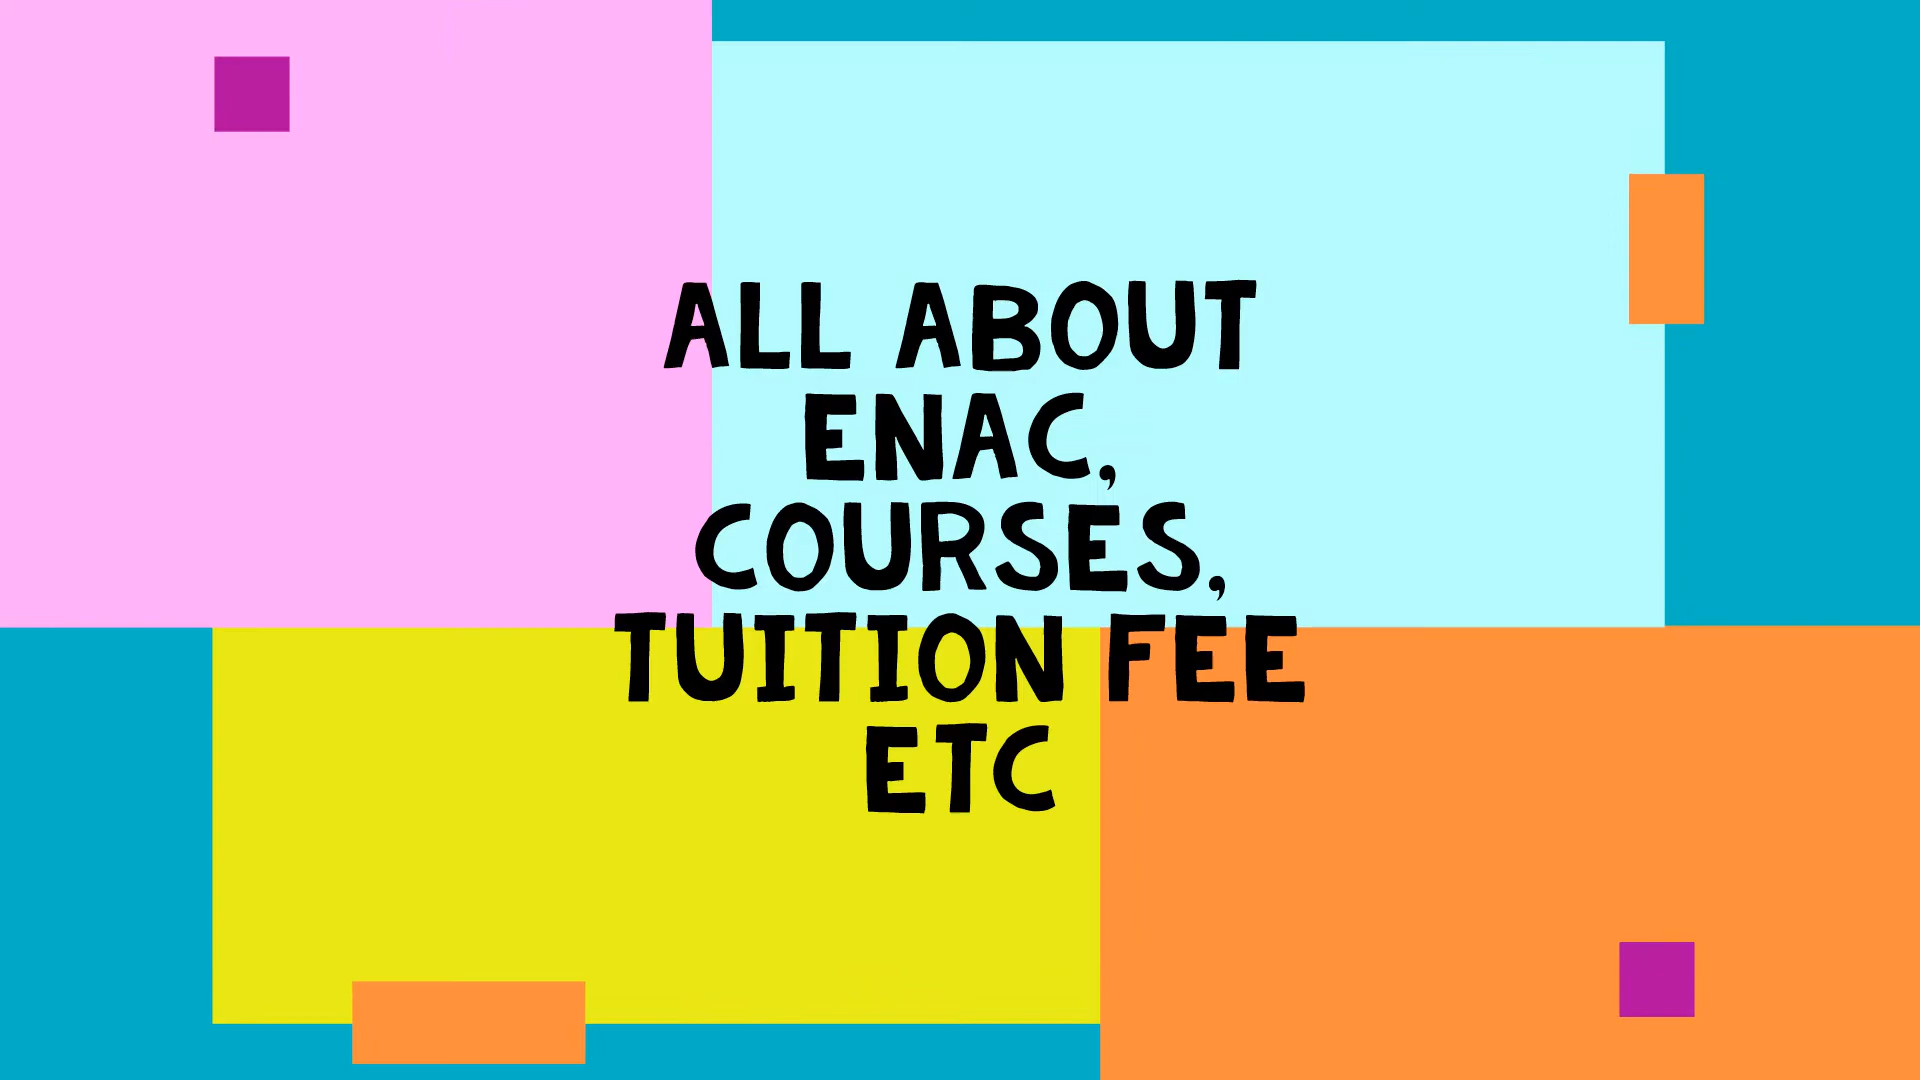 ALL ABOUT
ENAC,
COURSES,
TUITION FEE
ETC